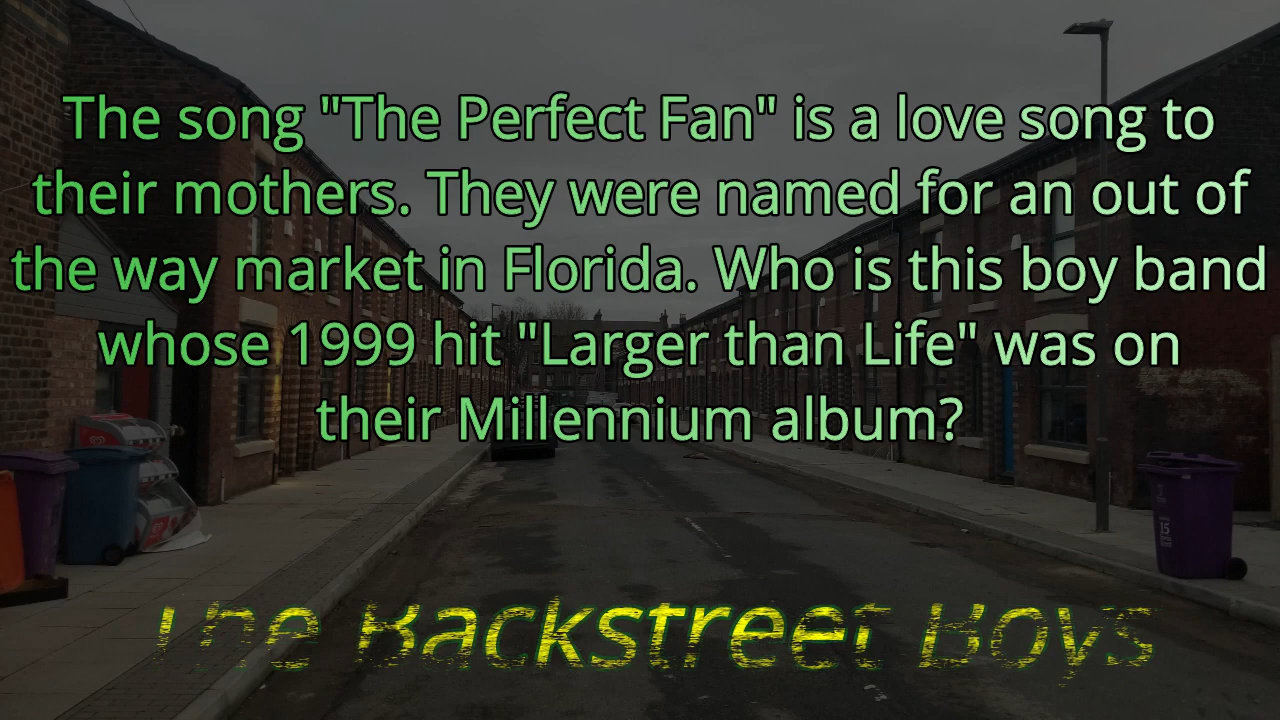 The song "The Perfect Fan" is a love song to
their mothers. They were named for an out of
the way market in Florida. Who is this boy band
whose 1999 hit "Larger than Life" was on
their Millennium album?
15
The Backstreet Boys